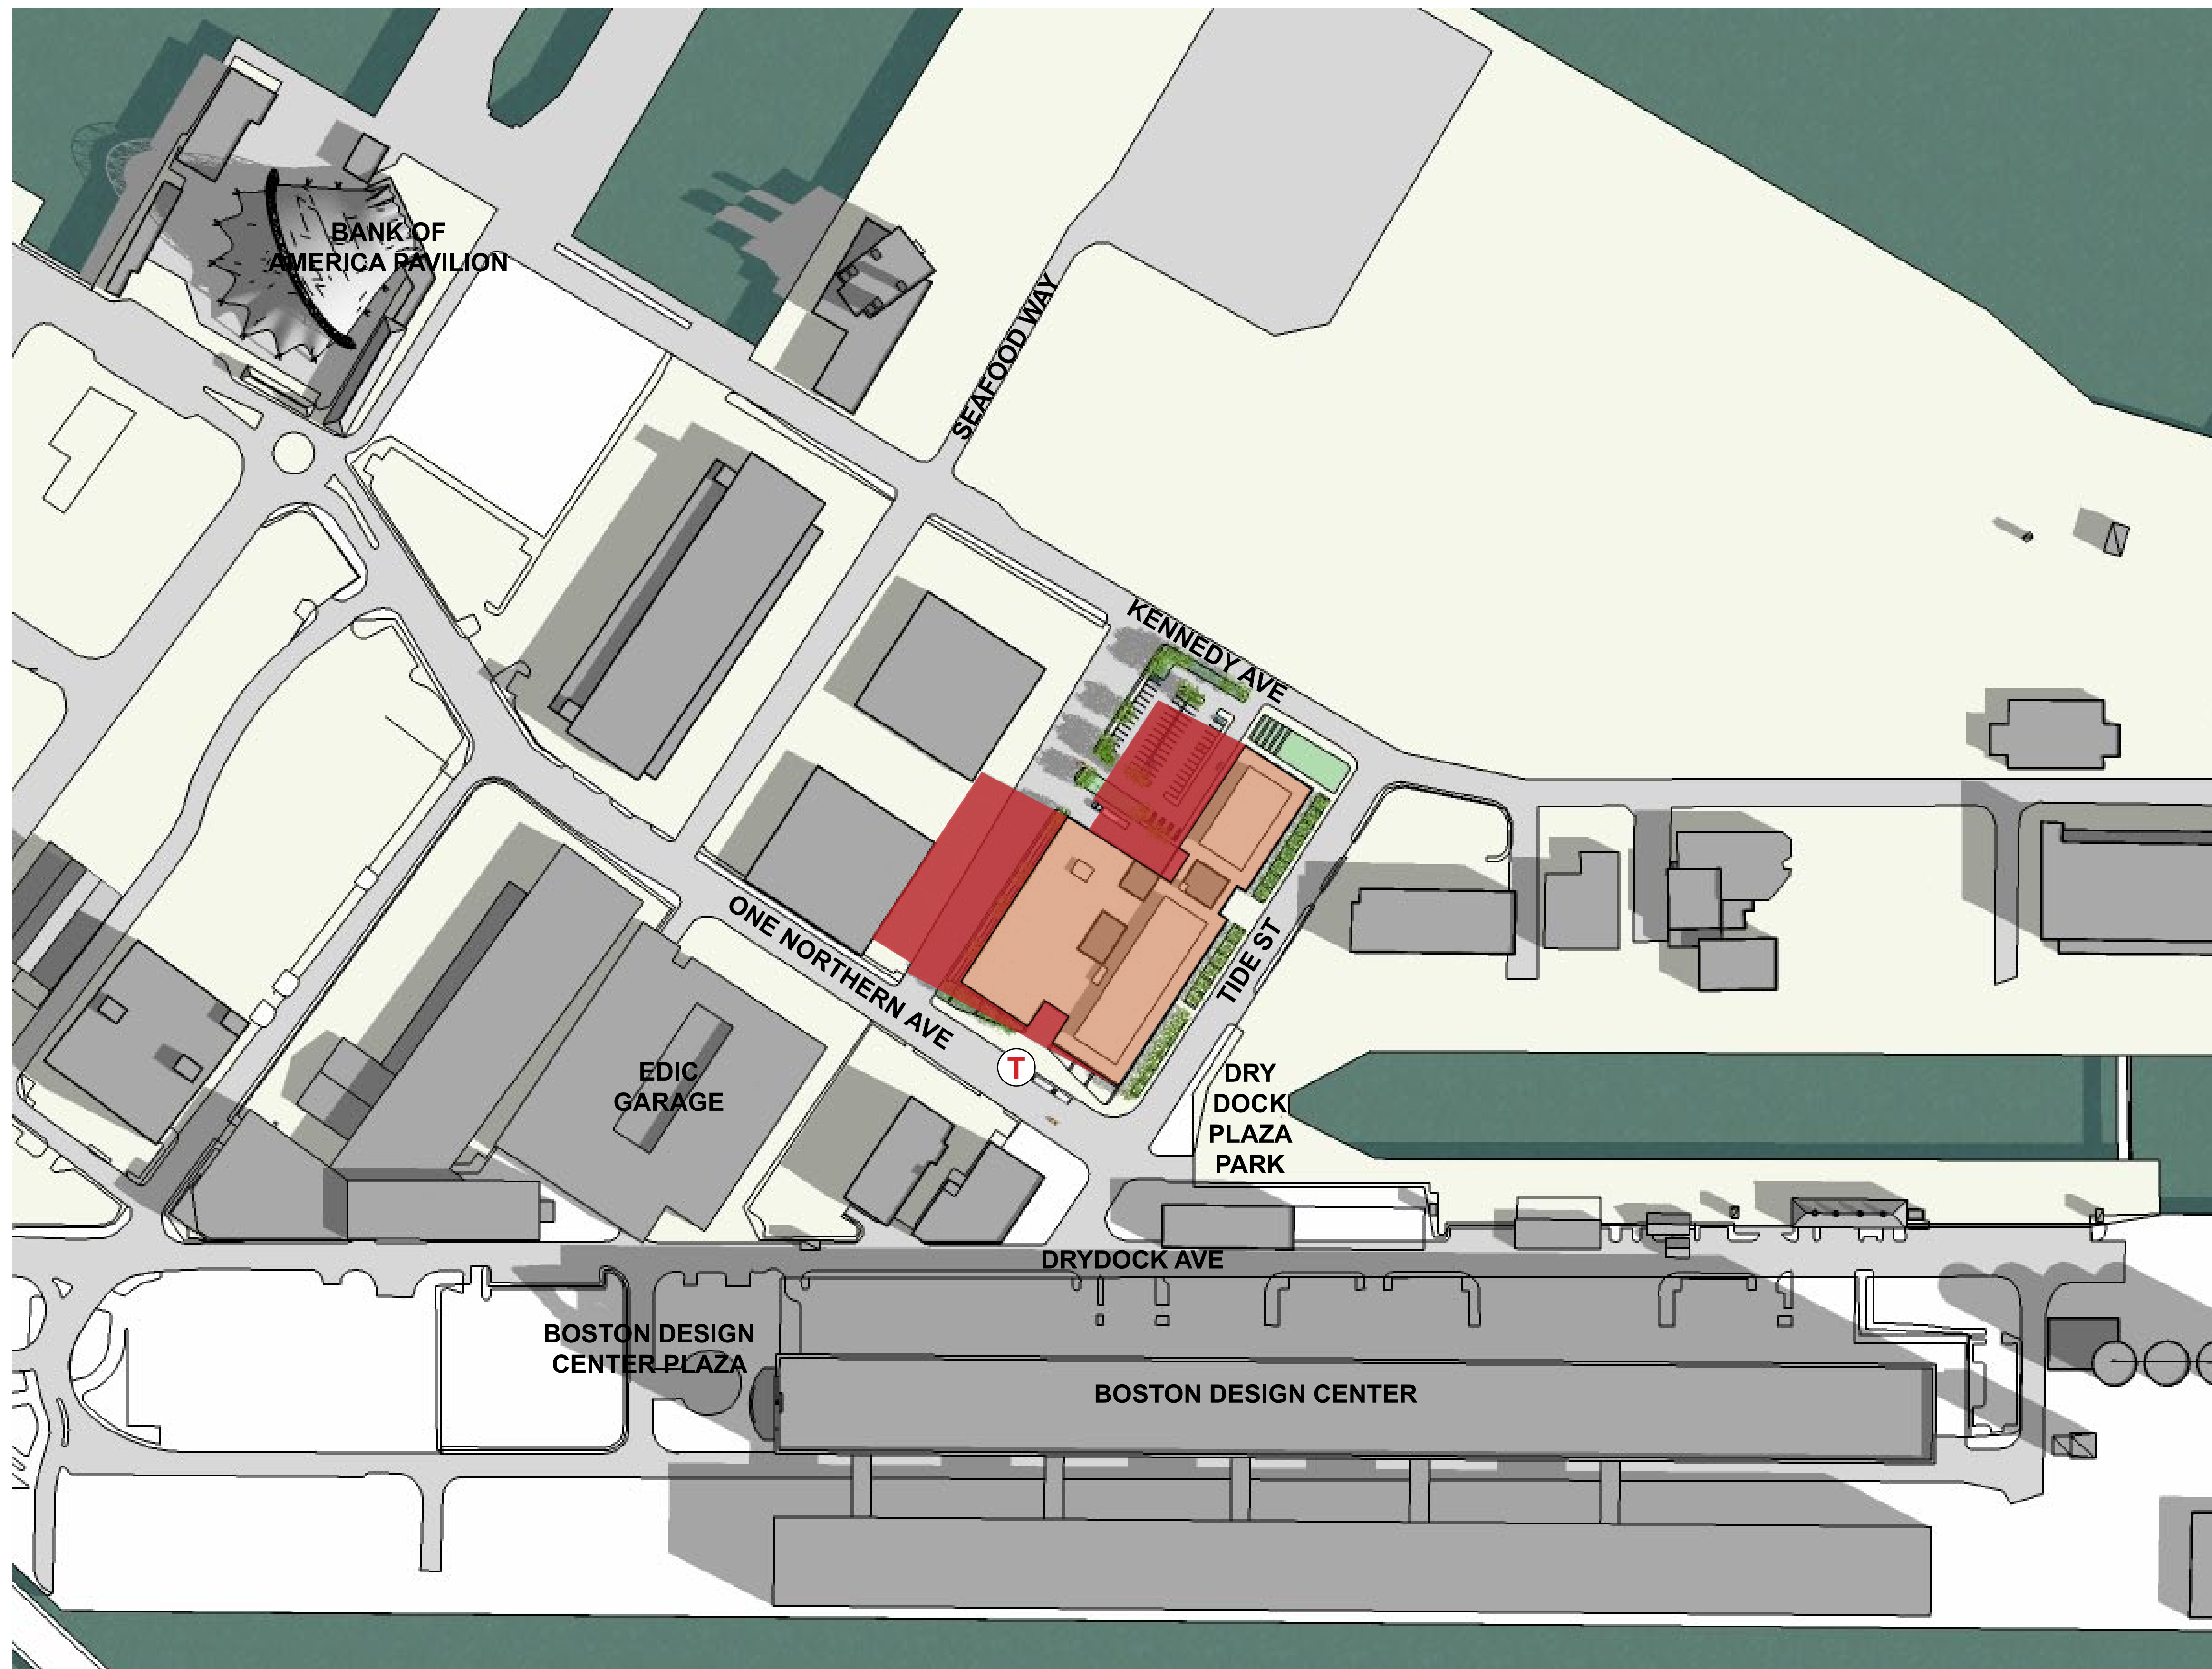 BANK OF
AMERICA PAVILION
SEAFOOD WAY
KENNEDY AVE
ONE NORTHERN AVE
TIDE ST
T
EDIC
GARAGE
DRY
DOCK
PLAZA
PARK
DRYDOCK AVE
BOSTON DESIGN
CENTER PLAZA
BOSTON DESIGN CENTER